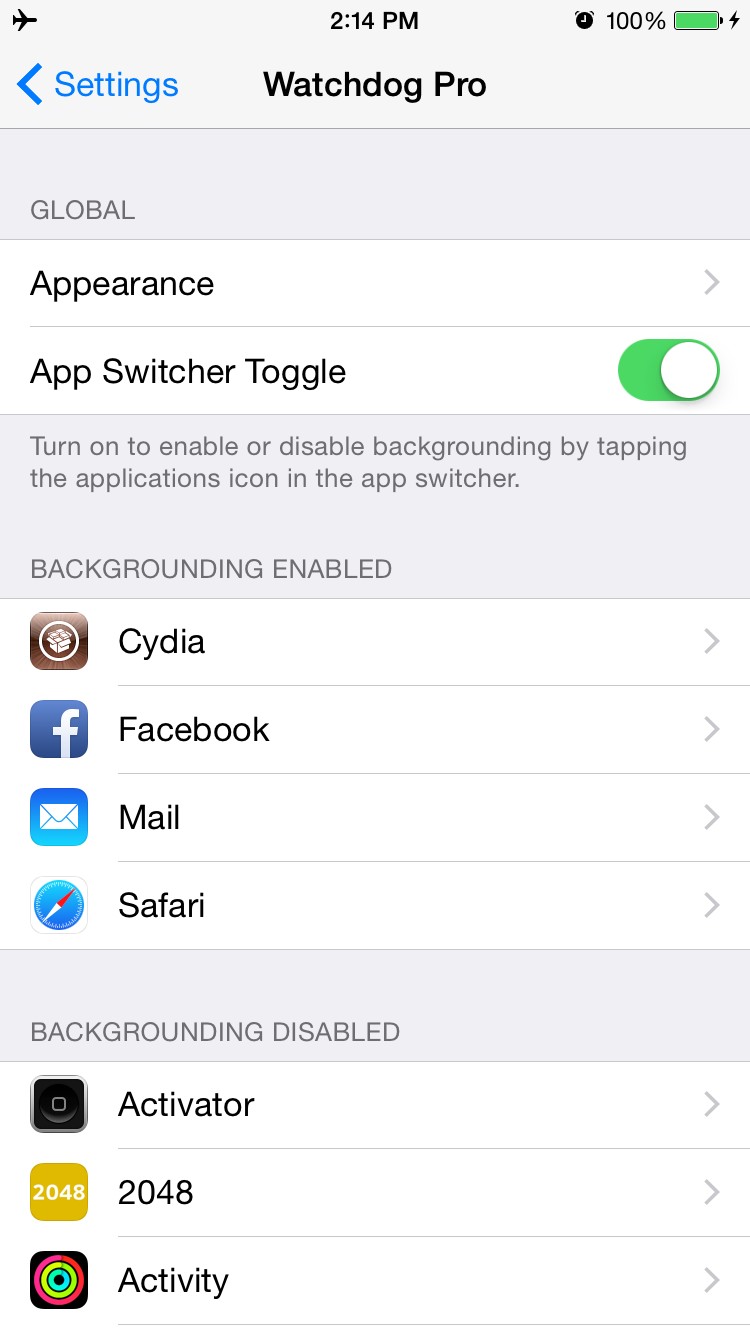 2:14 PM 100%
Settings Watchdog Pro
GLOBAL
Appearance
App Switcher Toggle
Turn on to enable or disable backgrounding by tapping
the applications icon in the app switcher.
BACKGROUNDING ENABLED
Cydia
Facebook
Mail
Safari
BACKGROUNDING DISABLED
Activator
2048 2048
Activity